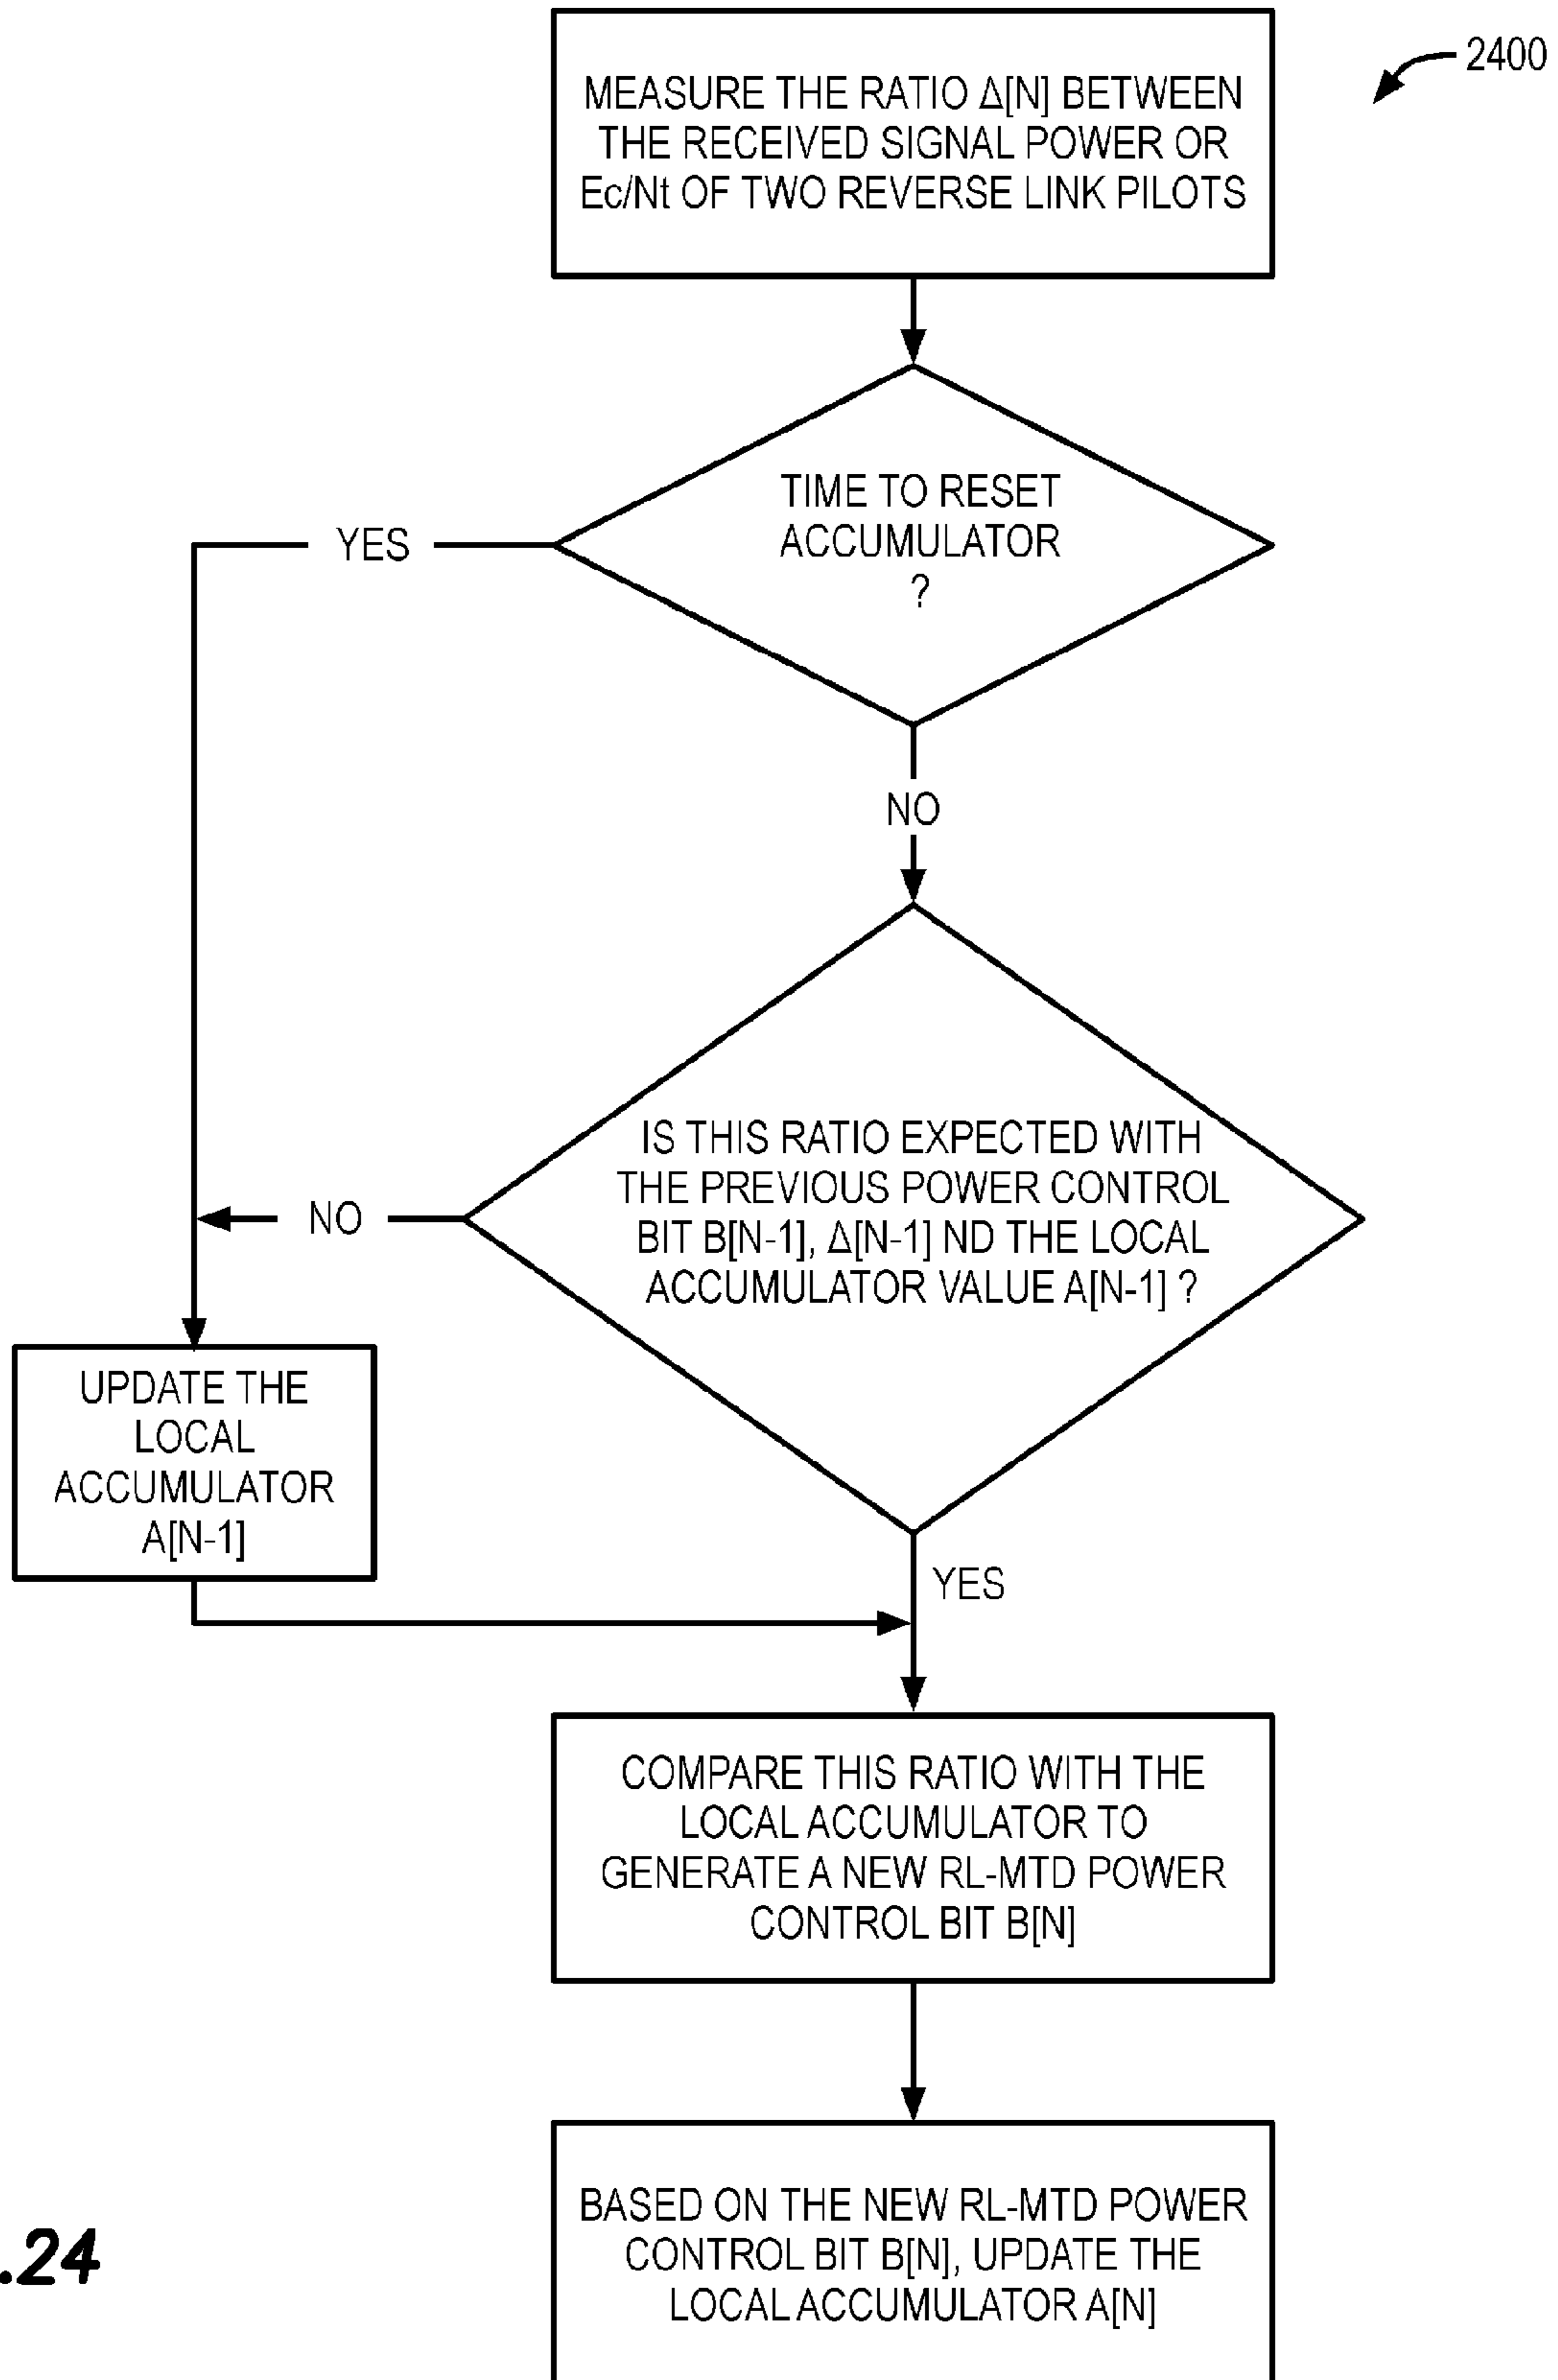 2400
MEASURE THE RATIO Δ[N] BETWEEN
THE RECEIVED SIGNAL POWER OR
Ec/Nt OF TWO REVERSE LINK PILOTS
TIME TO RESET
ACCUMULATOR
?
YES
NO
IS THIS RATIO EXPECTED WITH
THE PREVIOUS POWER CONTROL
BIT B[N-1], Δ[N-1] ND THE LOCAL
ACCUMULATOR VALUE A[N-1] ?
NO
UPDATE THE
LOCAL
ACCUMULATOR
A[N-1]
YES
COMPARE THIS RATIO WITH THE
LOCAL ACCUMULATOR TO
GENERATE A NEW RL-MTD POWER
CONTROL BIT B[N]
BASED ON THE NEW RL-MTD POWER
CONTROL BIT B[N], UPDATE THE
LOCAL ACCUMULATOR A[N]
.24